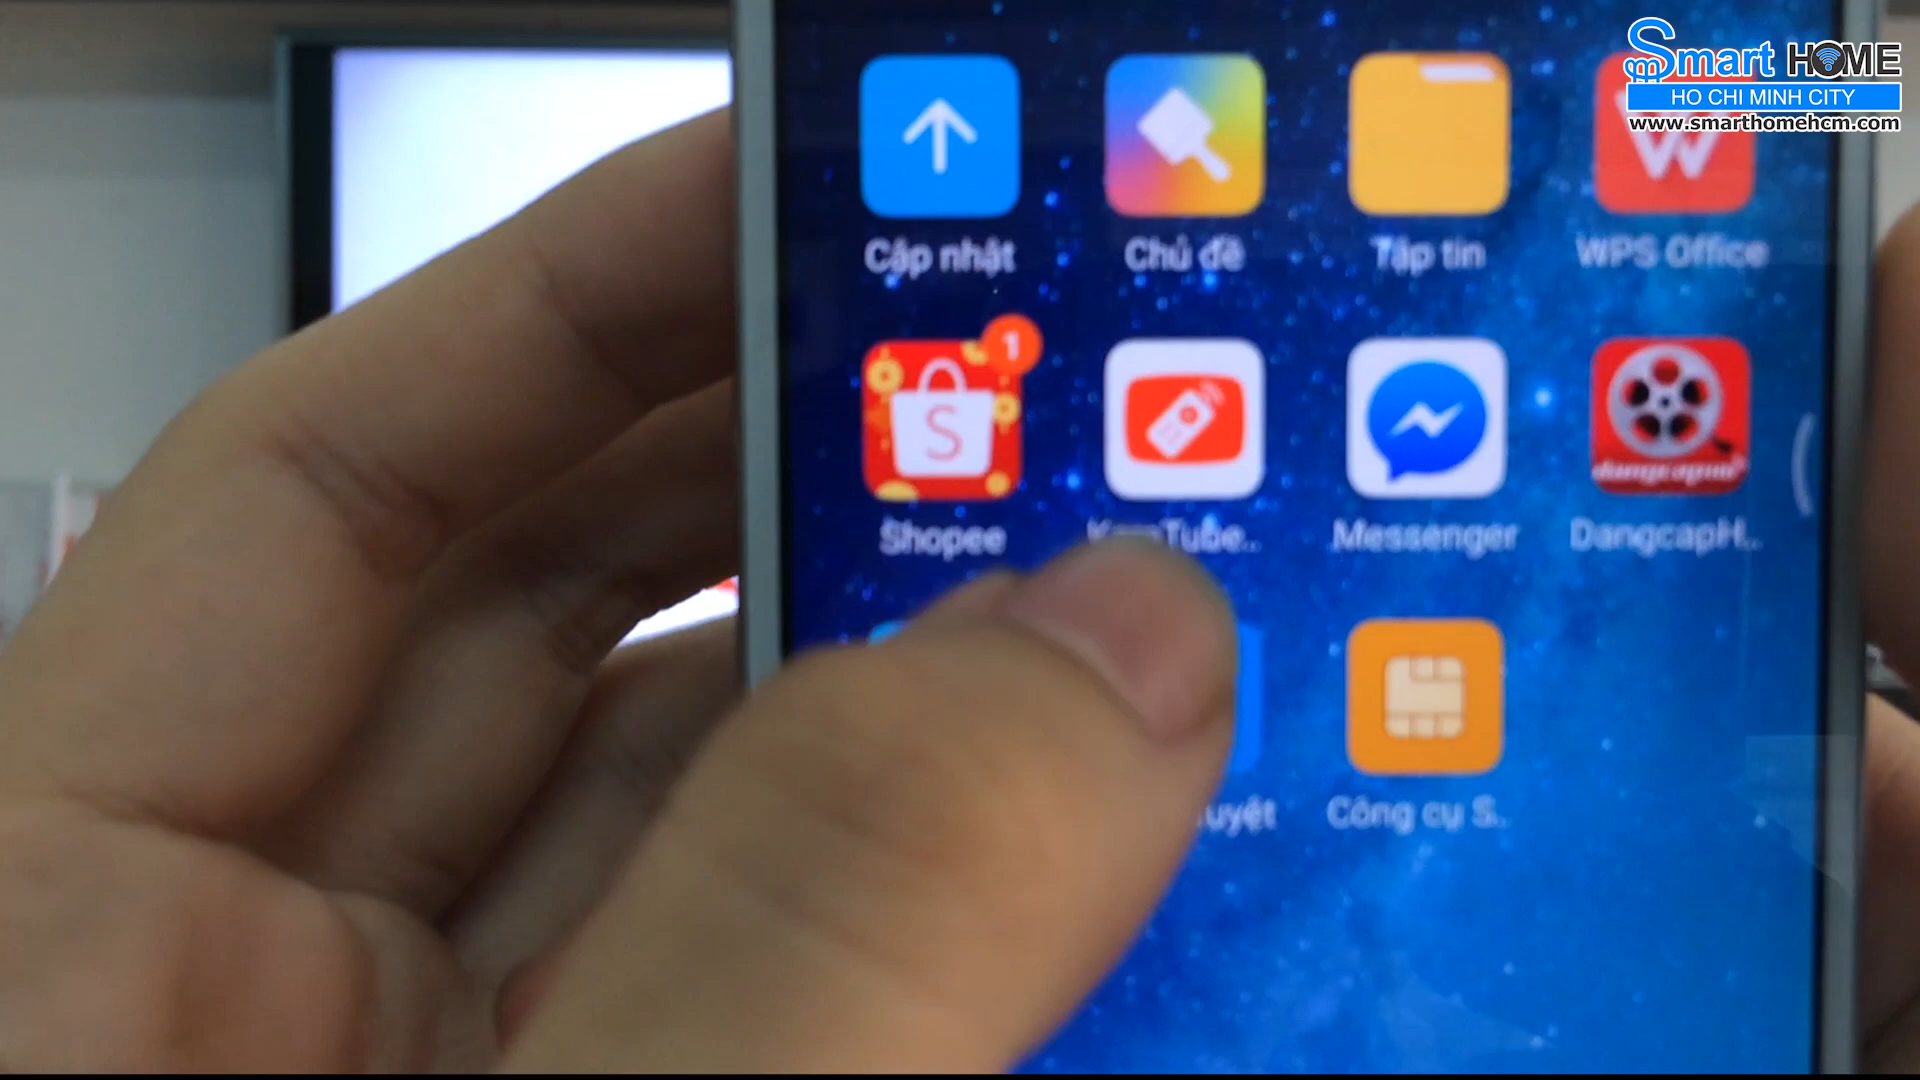 Smart HOME
HO CHI MINH CITY
www.smarthomehcm.com
Cập nhật
Chủ đề
Tập tin
WPS Office
1
S
Shopee
Messenger
DangcapH..
Công cụ S..